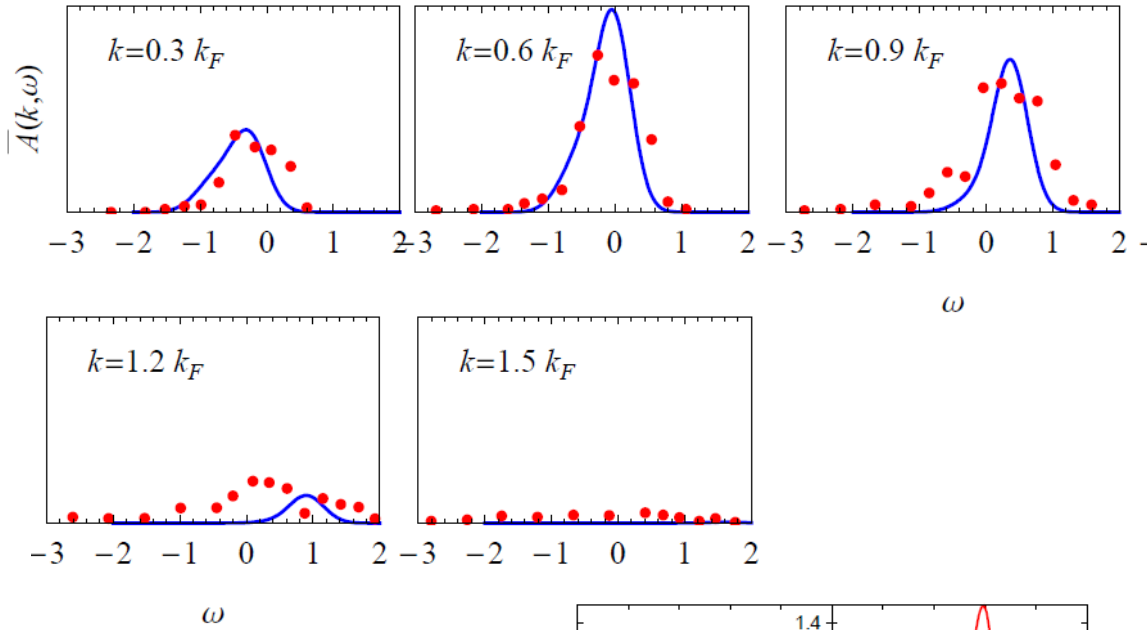 k=0.3 k_F
k=0.6 k_F
k=0.9 k_F
A̅(k,ω)
−3 −2 −1 0 1 2
−3 −2 −1 0 1 2
−3 −2 −1 0 1 2 −
ω
k=1.2 k_F
k=1.5 k_F
−3 −2 −1 0 1 2
−3 −2 −1 0 1 2
ω
1.4